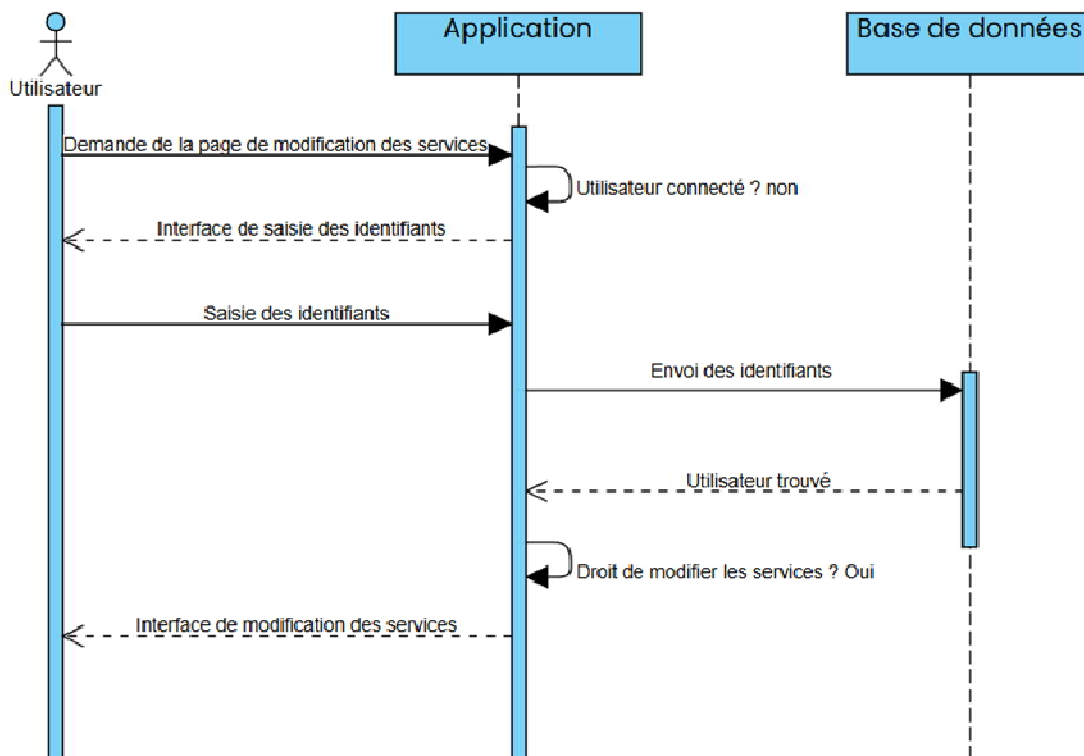 Application
Base de données
Utilisateur
Demande de la page de modification des services
Utilisateur connecté ? non
Interface de saisie des identifiants
Saisie des identifiants
Envoi des identifiants
Utilisateur trouvé
Droit de modifier les services ? Oui
Interface de modification des services